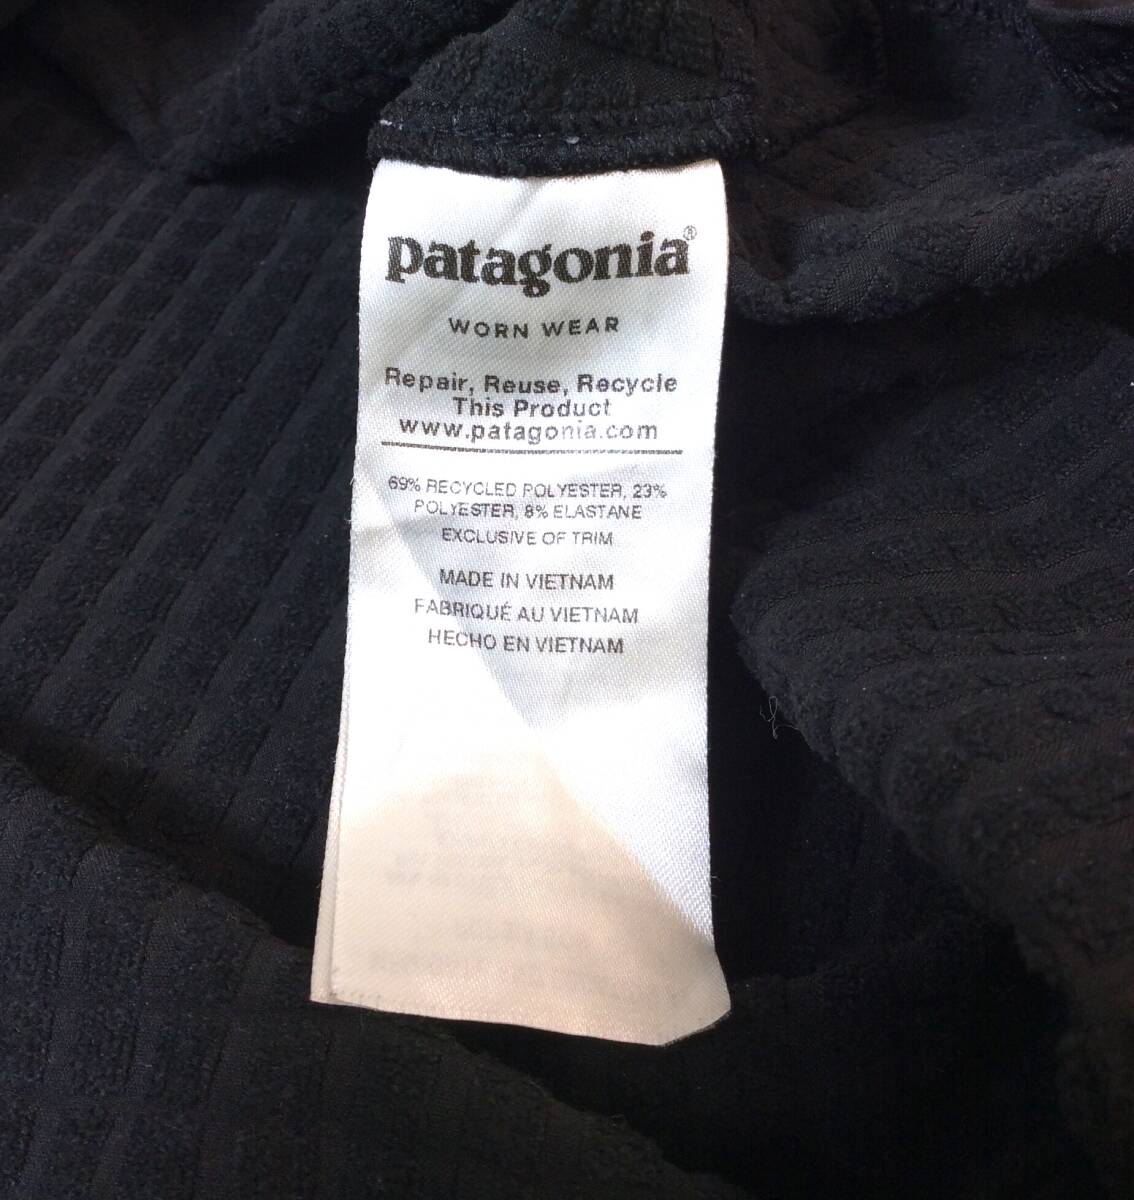 patagonia®
WORN WEAR
Repair, Reuse, Recycle
This Product
www.patagonia.com
69% RECYCLED POLYESTER, 23%
POLYESTER, 8% ELASTANE
EXCLUSIVE OF TRIM
MADE IN VIETNAM
FABRIQUÉ AU VIETNAM
HECHO EN VIETNAM